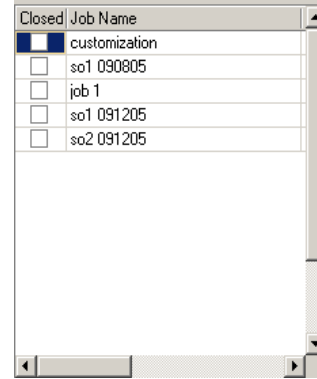 Closed Job Name
customization
so1 090805
job 1
so1 091205
so2 091205